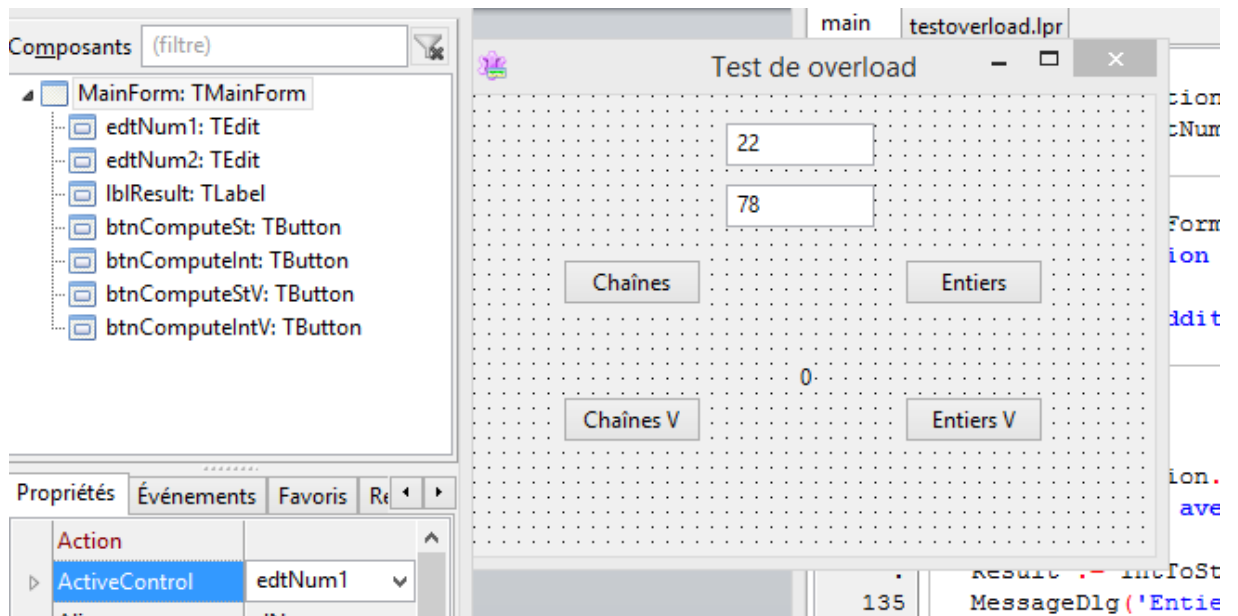 Composants (filtre)
MainForm: TMainForm
edtNum1: TEdit
edtNum2: TEdit
lblResult: TLabel
btnComputeSt: TButton
btnComputeInt: TButton
btnComputeStV: TButton
btnComputeIntV: TButton
Propriétés Événements Favoris
Action
ActiveControl edtNum1
main testoverload.lpr
Test de overload
22
78
Chaînes Entiers
0
Chaînes V Entiers V
135 MessageDlg('Entie